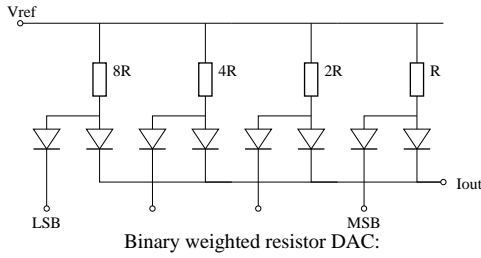 Vref
8R 4R 2R R
Iout
LSB MSB
Binary weighted resistor DAC: